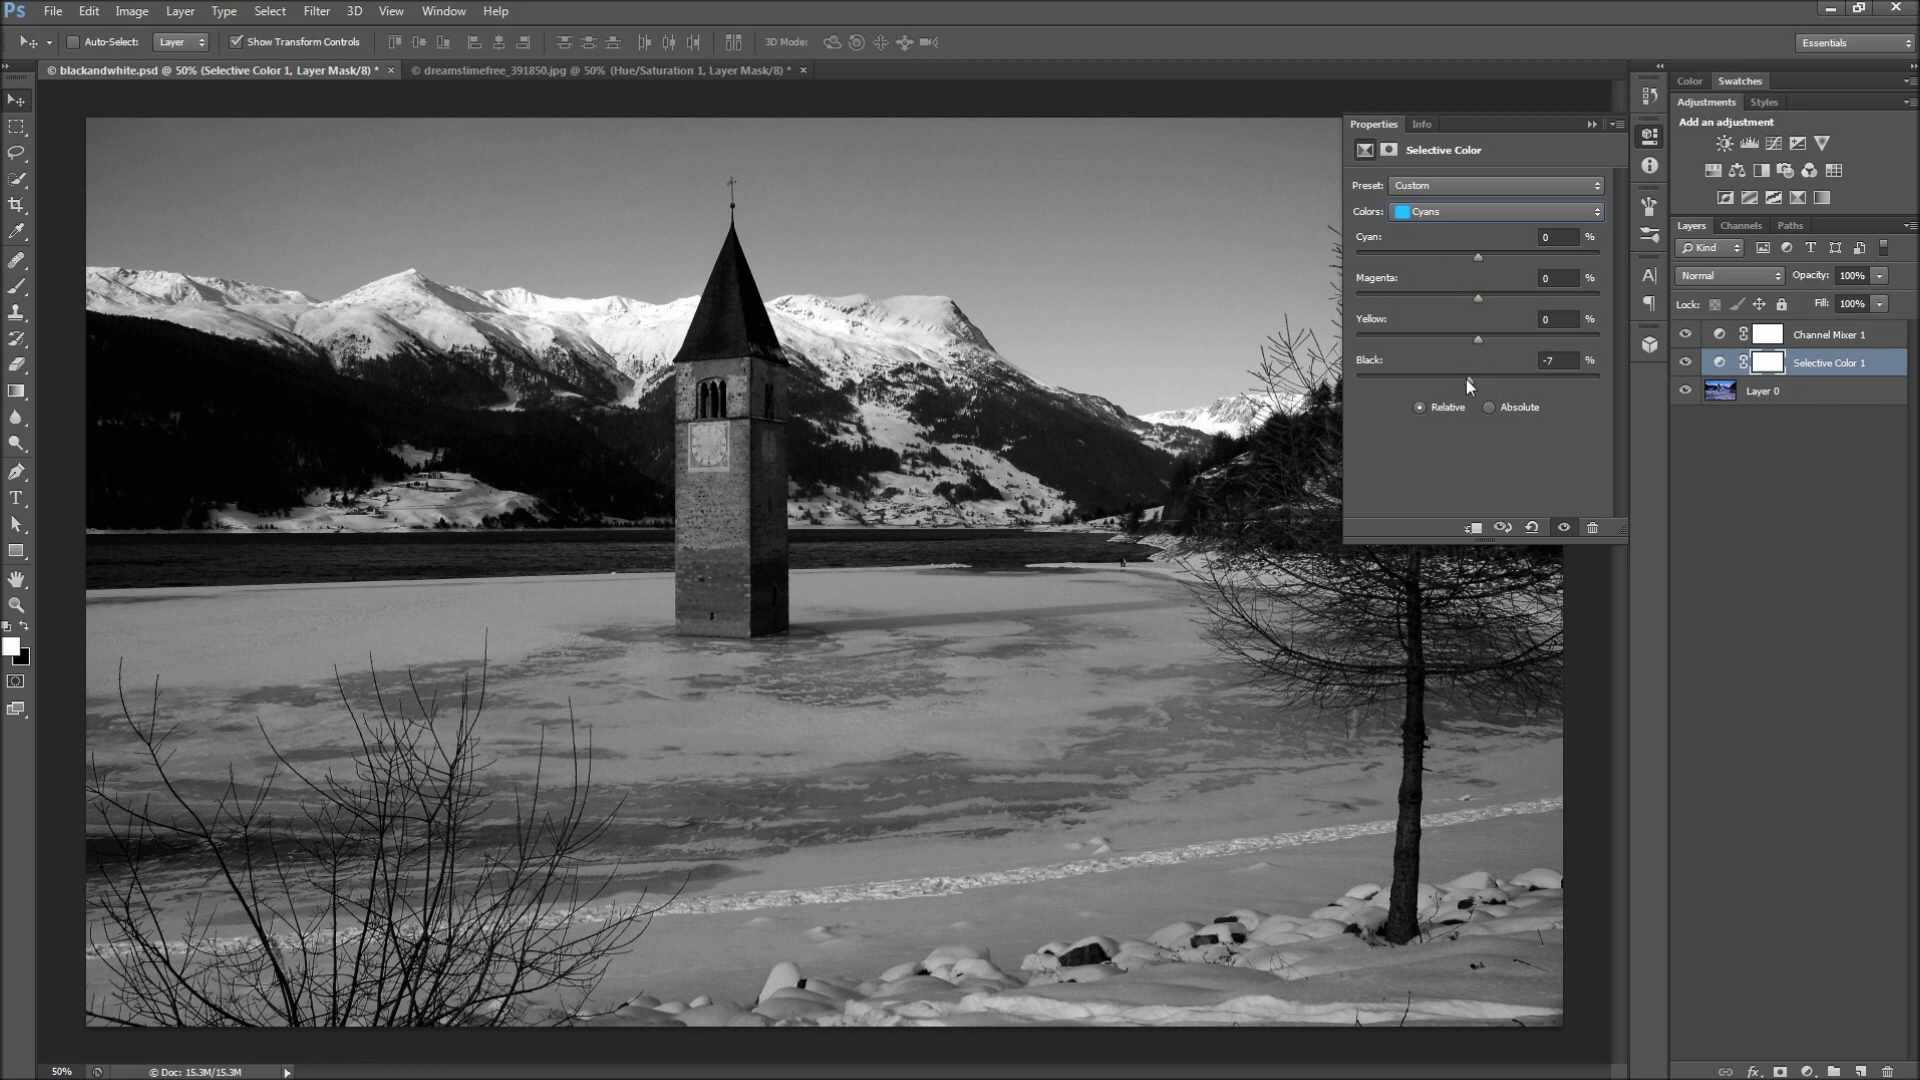 Ps File Edit Image Layer Type Select Filter 3D View Window Help
Auto-Select: Layer Show Transform Controls 3D Mode: Essentials
© blackandwhite.psd @ 50% (Selective Color 1, Layer Mask/8) * × © dreamstimefree_391850.jpg @ 50% (Hue/Saturation 1, Layer Mask/8) * ×
Color Swatches
Adjustments Styles
Add an adjustment
Properties Info
Selective Color
Preset: Custom
Colors: Cyans
Cyan: 0 %
Magenta: 0 %
Yellow: 0 %
Black: -7 %
Relative Absolute
Layers Channels Paths
Kind
Normal Opacity: 100%
Lock: Fill: 100%
Channel Mixer 1
Selective Color 1
Layer 0
50% © Doc: 15.3M/15.3M